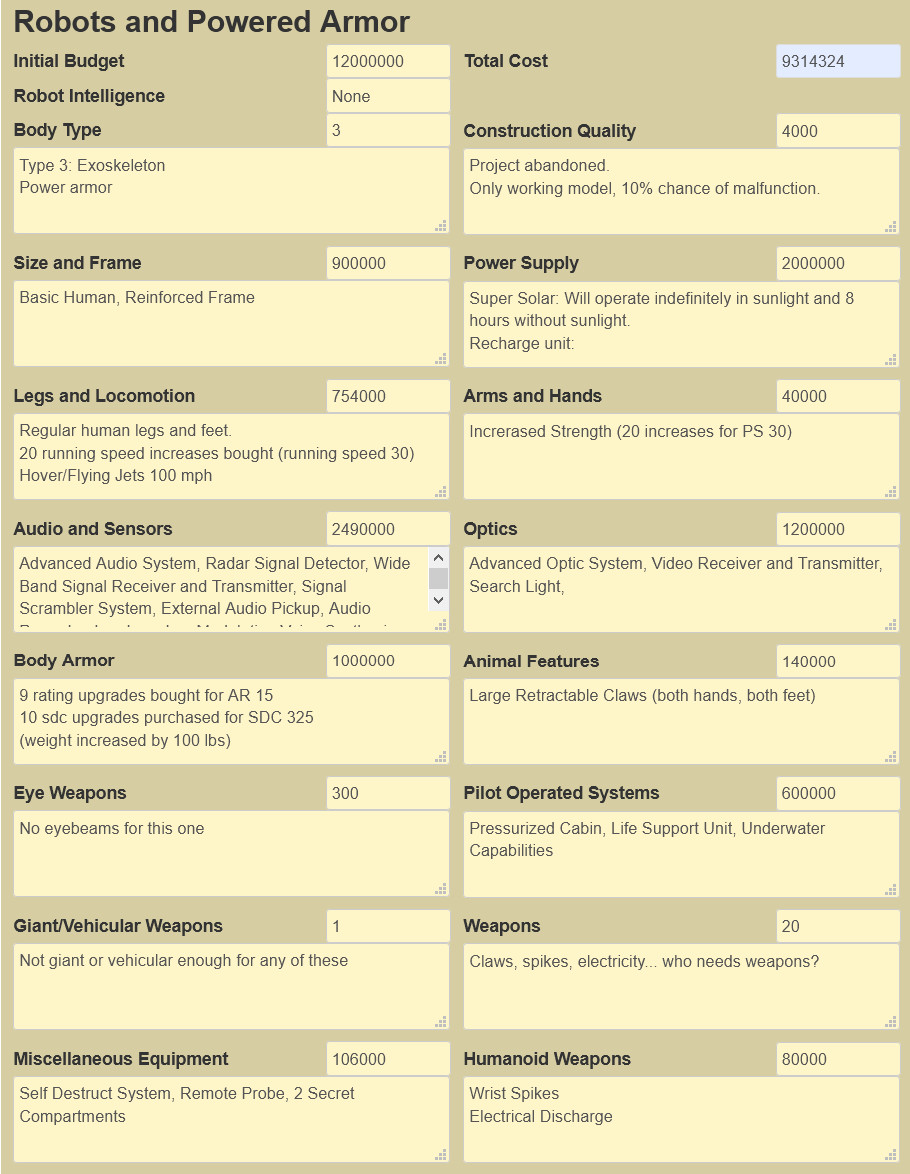 Robots and Powered Armor
Initial Budget 12000000 Total Cost 9314324
Robot Intelligence None
Body Type 3 Construction Quality 4000
Type 3: Exoskeleton
Power armor
Project abandoned.
Only working model, 10% chance of malfunction.
Size and Frame 900000 Power Supply 2000000
Basic Human, Reinforced Frame
Super Solar: Will operate indefinitely in sunlight and 8
hours without sunlight.
Recharge unit:
Legs and Locomotion 754000 Arms and Hands 40000
Regular human legs and feet.
20 running speed increases bought (running speed 30)
Hover/Flying Jets 100 mph
Increrased Strength (20 increases for PS 30)
Audio and Sensors 2490000 Optics 1200000
Advanced Audio System, Radar Signal Detector, Wide
Band Signal Receiver and Transmitter, Signal
Scrambler System, External Audio Pickup, Audio
Advanced Optic System, Video Receiver and Transmitter,
Search Light,
Body Armor 1000000 Animal Features 140000
9 rating upgrades bought for AR 15
10 sdc upgrades purchased for SDC 325
(weight increased by 100 lbs)
Large Retractable Claws (both hands, both feet)
Eye Weapons 300 Pilot Operated Systems 600000
No eyebeams for this one
Pressurized Cabin, Life Support Unit, Underwater
Capabilities
Giant/Vehicular Weapons 1 Weapons 20
Not giant or vehicular enough for any of these
Claws, spikes, electricity... who needs weapons?
Miscellaneous Equipment 106000 Humanoid Weapons 80000
Self Destruct System, Remote Probe, 2 Secret
Compartments
Wrist Spikes
Electrical Discharge